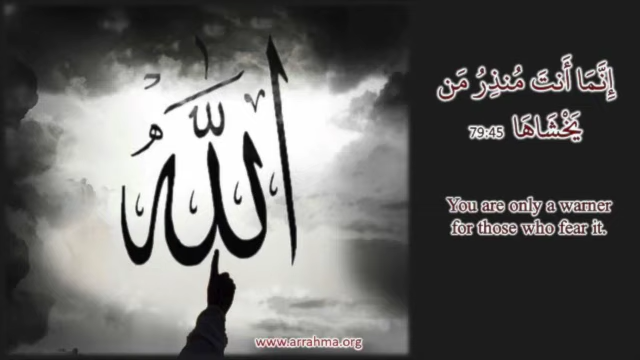 الله
إِنَّمَا أَنتَ مُنذِرُ مَن
يَخْشَاهَا 79:45
You are only a warner
for those who fear it.
www.arrahma.org